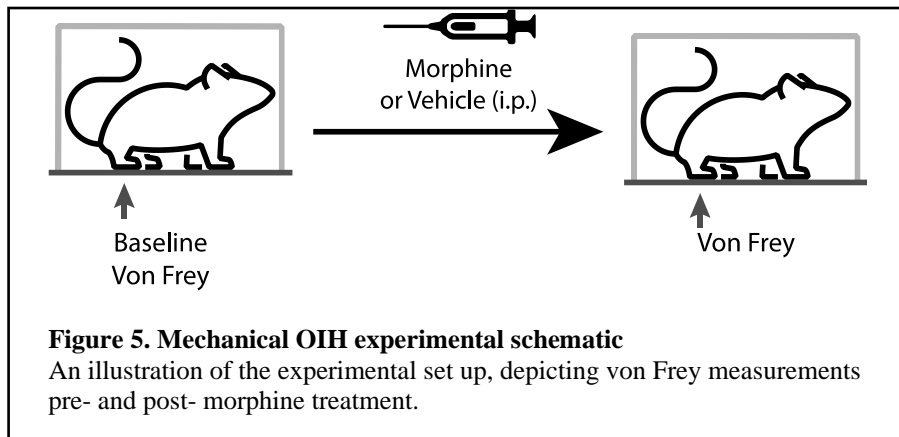 Morphine
or Vehicle (i.p.)
Baseline
Von Frey
Von Frey
Figure 5. Mechanical OIH experimental schematic
An illustration of the experimental set up, depicting von Frey measurements
pre- and post- morphine treatment.